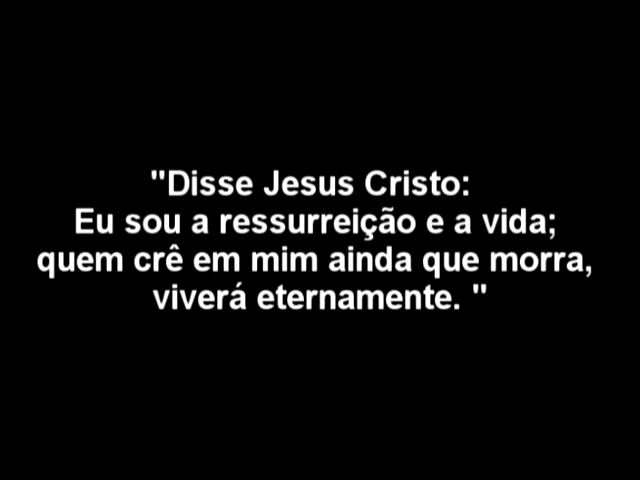 "Disse Jesus Cristo:
Eu sou a ressurreição e a vida;
quem crê em mim ainda que morra,
viverá eternamente. "